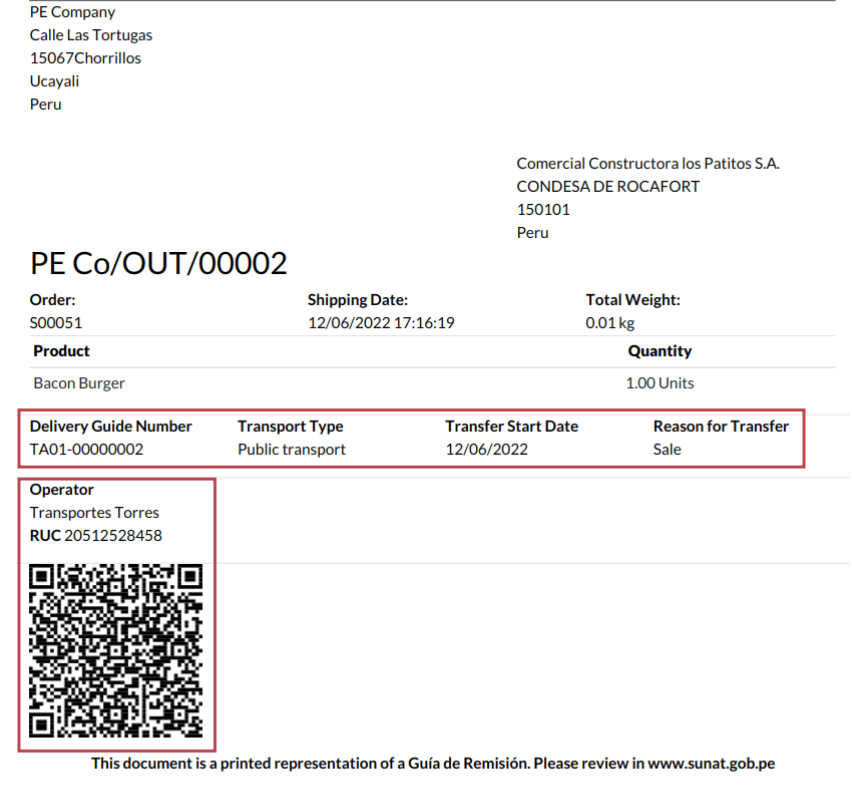 PE Company
Calle Las Tortugas
15067Chorrillos
Ucayali
Peru
Comercial Constructora los Patitos S.A.
CONDESA DE ROCAFORT
150101
Peru
PE Co/OUT/00002
Order: Shipping Date: Total Weight:
S00051 12/06/2022 17:16:19 0.01 kg
Product Quantity
Bacon Burger 1.00 Units
Delivery Guide Number Transport Type Transfer Start Date Reason for Transfer
TA01-00000002 Public transport 12/06/2022 Sale
Operator
Transportes Torres
RUC 20512528458
This document is a printed representation of a Guía de Remisión. Please review in www.sunat.gob.pe